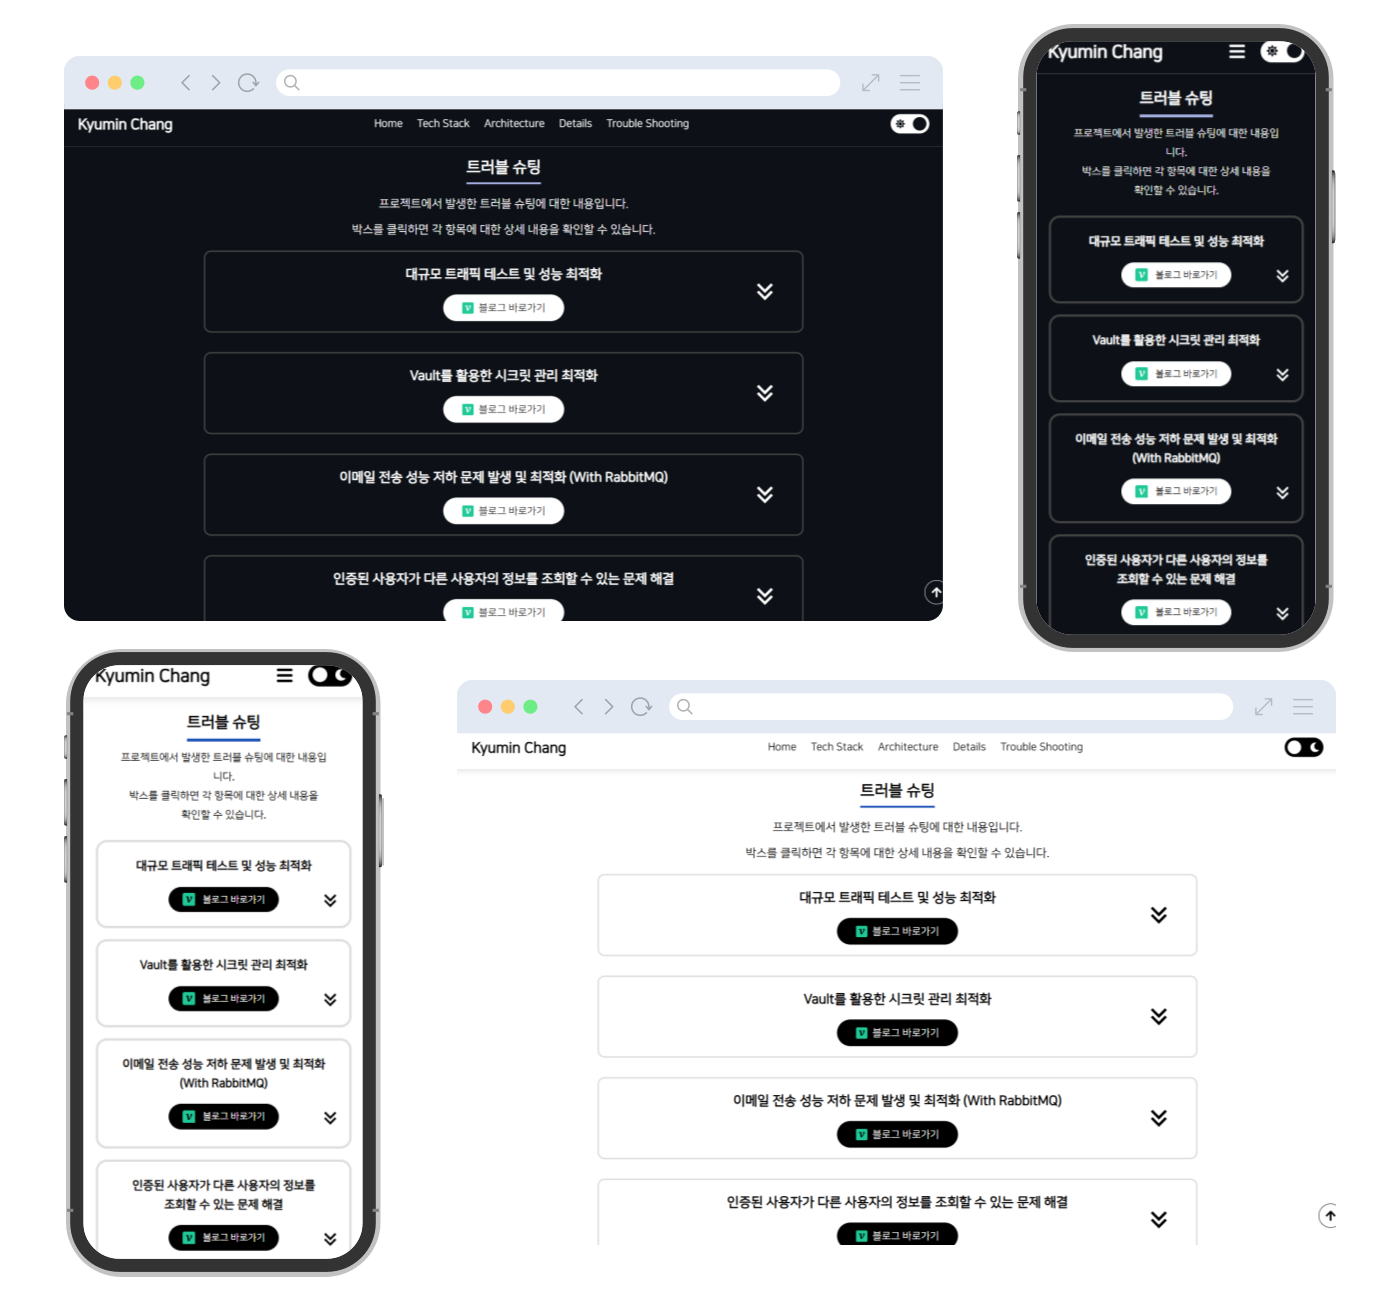 Kyumin Chang
Home Tech Stack Architecture Details Trouble Shooting
트러블 슈팅
프로젝트에서 발생한 트러블 슈팅에 대한 내용입니다.
박스를 클릭하면 각 항목에 대한 상세 내용을 확인할 수 있습니다.
대규모 트래픽 테스트 및 성능 최적화
V 블로그 바로가기
Vault를 활용한 시크릿 관리 최적화
V 블로그 바로가기
이메일 전송 성능 저하 문제 발생 및 최적화 (With RabbitMQ)
V 블로그 바로가기
인증된 사용자가 다른 사용자의 정보를 조회할 수 있는 문제 해결
V 블로그 바로가기
Kyumin Chang
트러블 슈팅
프로젝트에서 발생한 트러블 슈팅에 대한 내용입
니다.
박스를 클릭하면 각 항목에 대한 상세 내용을
확인할 수 있습니다.
대규모 트래픽 테스트 및 성능 최적화
V 블로그 바로가기
Vault를 활용한 시크릿 관리 최적화
V 블로그 바로가기
이메일 전송 성능 저하 문제 발생 및 최적화
(With RabbitMQ)
V 블로그 바로가기
인증된 사용자가 다른 사용자의 정보를
조회할 수 있는 문제 해결
V 블로그 바로가기
Kyumin Chang
트러블 슈팅
프로젝트에서 발생한 트러블 슈팅에 대한 내용입
니다.
박스를 클릭하면 각 항목에 대한 상세 내용을
확인할 수 있습니다.
대규모 트래픽 테스트 및 성능 최적화
V 블로그 바로가기
Vault를 활용한 시크릿 관리 최적화
V 블로그 바로가기
이메일 전송 성능 저하 문제 발생 및 최적화
(With RabbitMQ)
V 블로그 바로가기
인증된 사용자가 다른 사용자의 정보를
조회할 수 있는 문제 해결
V 블로그 바로가기
Kyumin Chang
Home Tech Stack Architecture Details Trouble Shooting
트러블 슈팅
프로젝트에서 발생한 트러블 슈팅에 대한 내용입니다.
박스를 클릭하면 각 항목에 대한 상세 내용을 확인할 수 있습니다.
대규모 트래픽 테스트 및 성능 최적화
V 블로그 바로가기
Vault를 활용한 시크릿 관리 최적화
V 블로그 바로가기
이메일 전송 성능 저하 문제 발생 및 최적화 (With RabbitMQ)
V 블로그 바로가기
인증된 사용자가 다른 사용자의 정보를 조회할 수 있는 문제 해결
V 블로그 바로가기